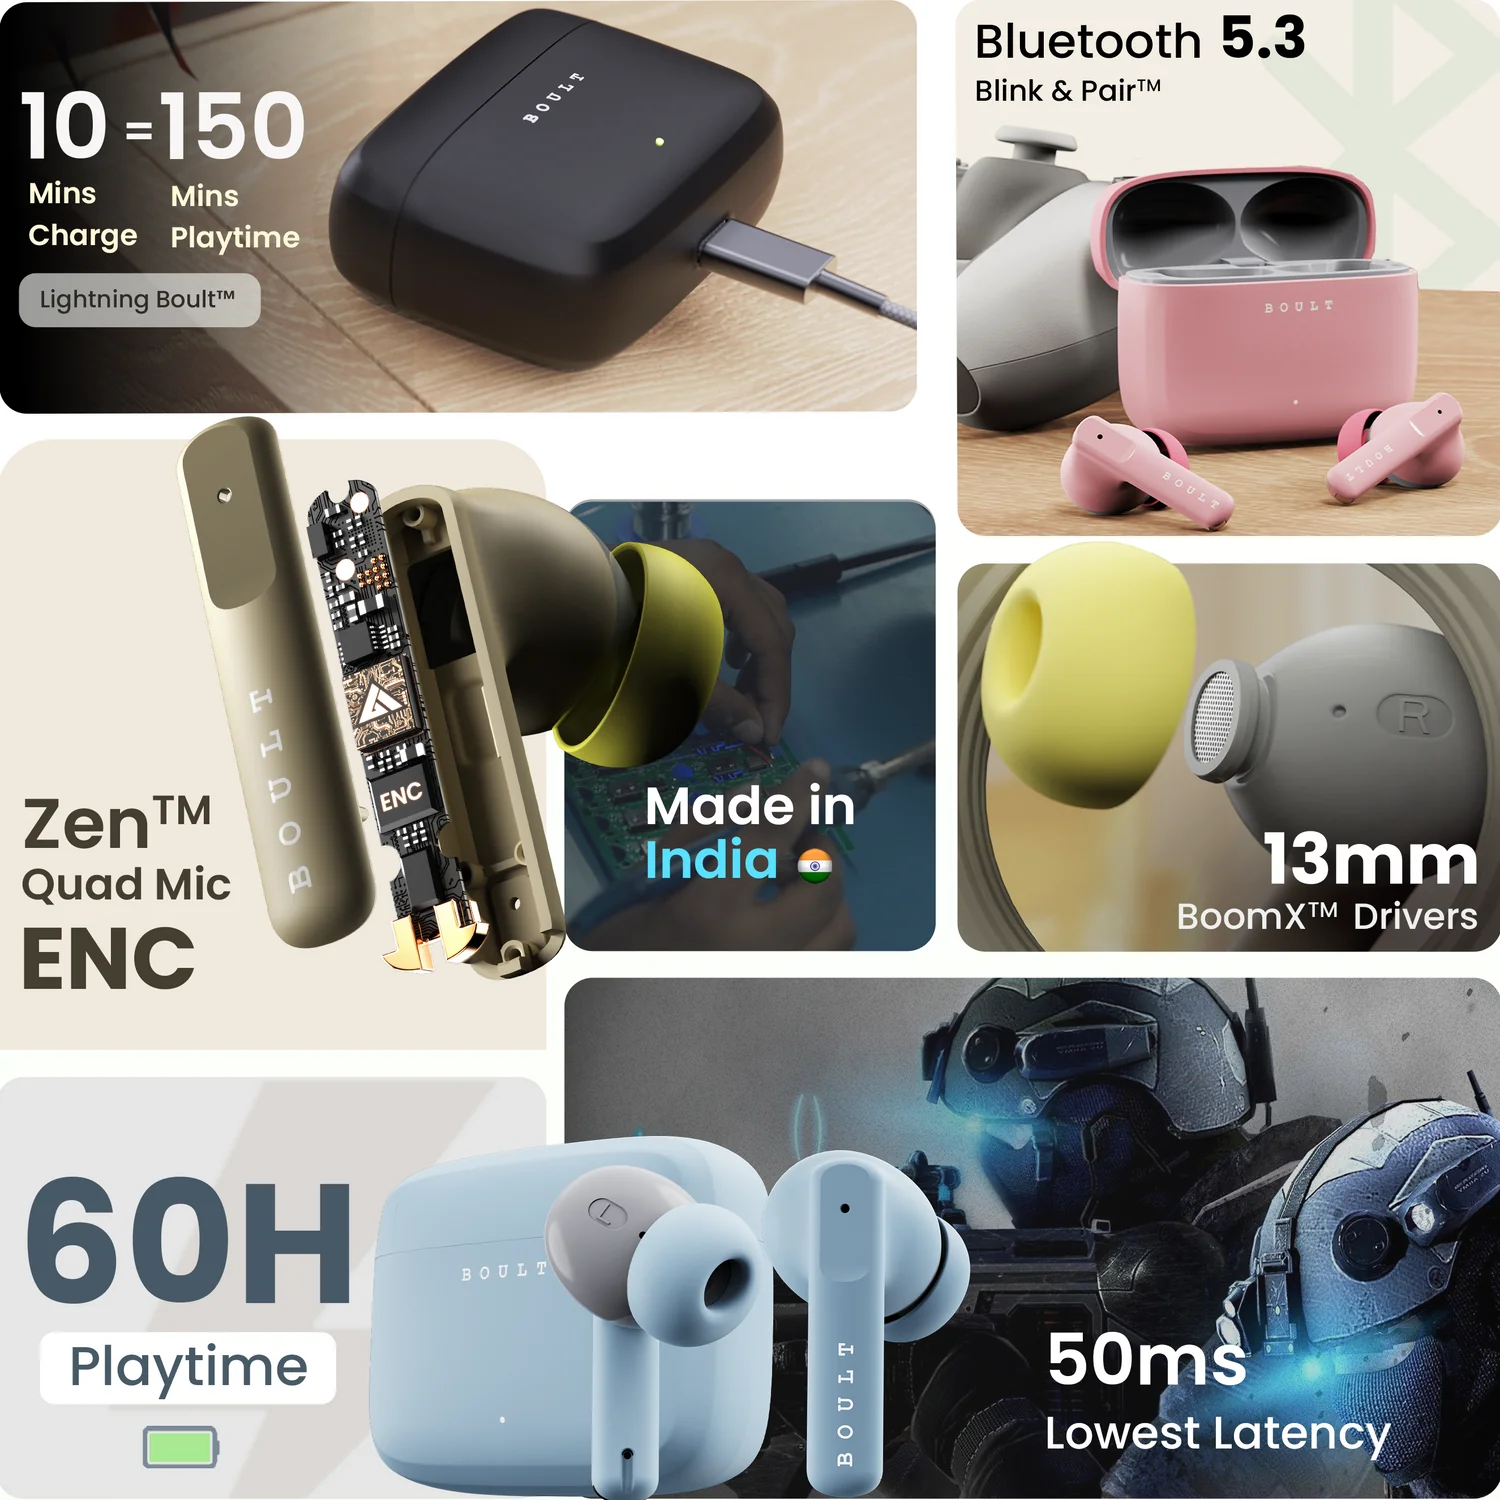 10 = 150
Mins Mins
Charge Playtime
Lightning Boult™
BOULT
Bluetooth 5.3
Blink & Pair™
BOULT
BOULT
BOULT
BOULT
ENC
Zen™
Quad Mic
ENC
Made in
India 🇮🇳
R
13mm
BoomX™ Drivers
60H
Playtime
BOULT
L
BOULT
50ms
Lowest Latency